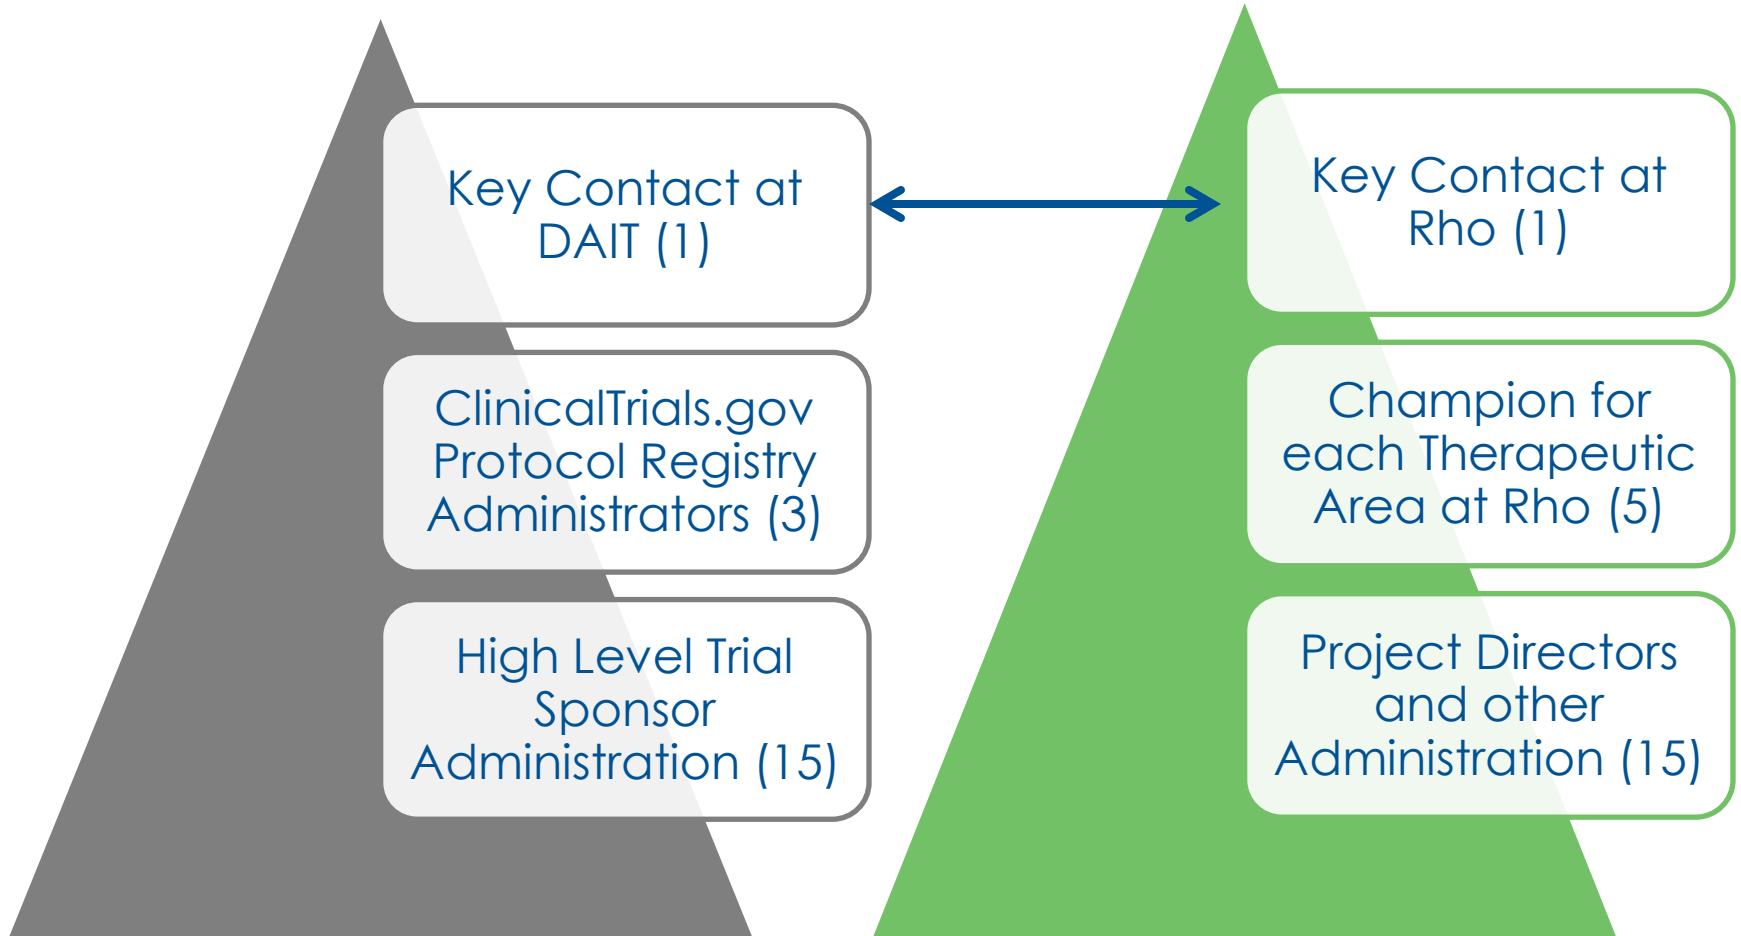 Key Contact at
DAIT (1)
ClinicalTrials.gov
Protocol Registry
Administrators (3)
High Level Trial
Sponsor
Administration (15)
Key Contact at
Rho (1)
Champion for
each Therapeutic
Area at Rho (5)
Project Directors
and other
Administration (15)